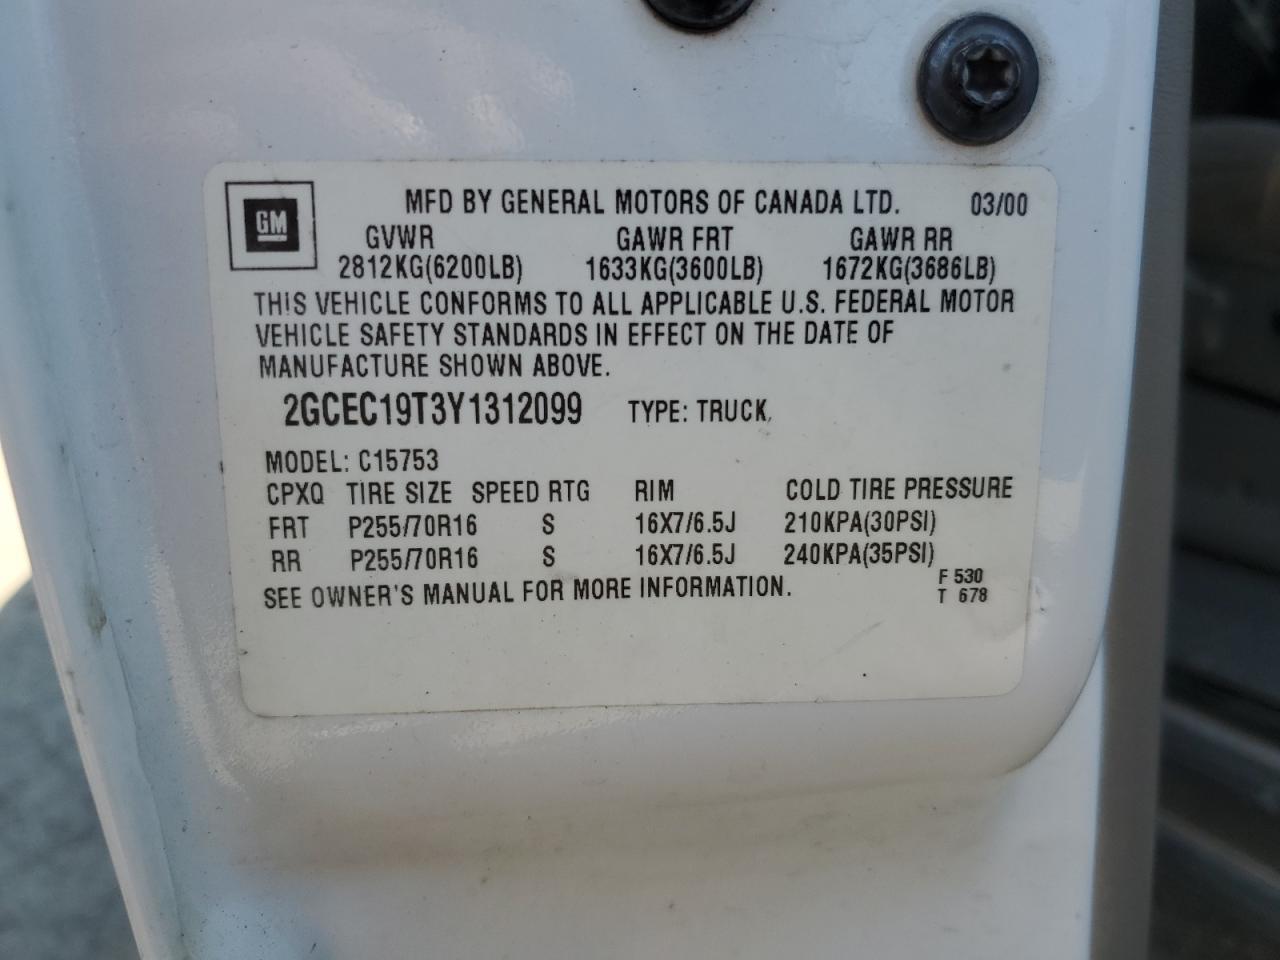 GM
MFD BY GENERAL MOTORS OF CANADA LTD. 03/00
GVWR GAWR FRT GAWR RR
2812KG(6200LB) 1633KG(3600LB) 1672KG(3686LB)
THIS VEHICLE CONFORMS TO ALL APPLICABLE U.S. FEDERAL MOTOR
VEHICLE SAFETY STANDARDS IN EFFECT ON THE DATE OF
MANUFACTURE SHOWN ABOVE.
2GCEC19T3Y1312099 TYPE: TRUCK
MODEL: C15753
CPXQ TIRE SIZE SPEED RTG RIM COLD TIRE PRESSURE
FRT P255/70R16 S 16X7/6.5J 210KPA(30PSI)
RR P255/70R16 S 16X7/6.5J 240KPA(35PSI)
SEE OWNER'S MANUAL FOR MORE INFORMATION.
F 530
T 678